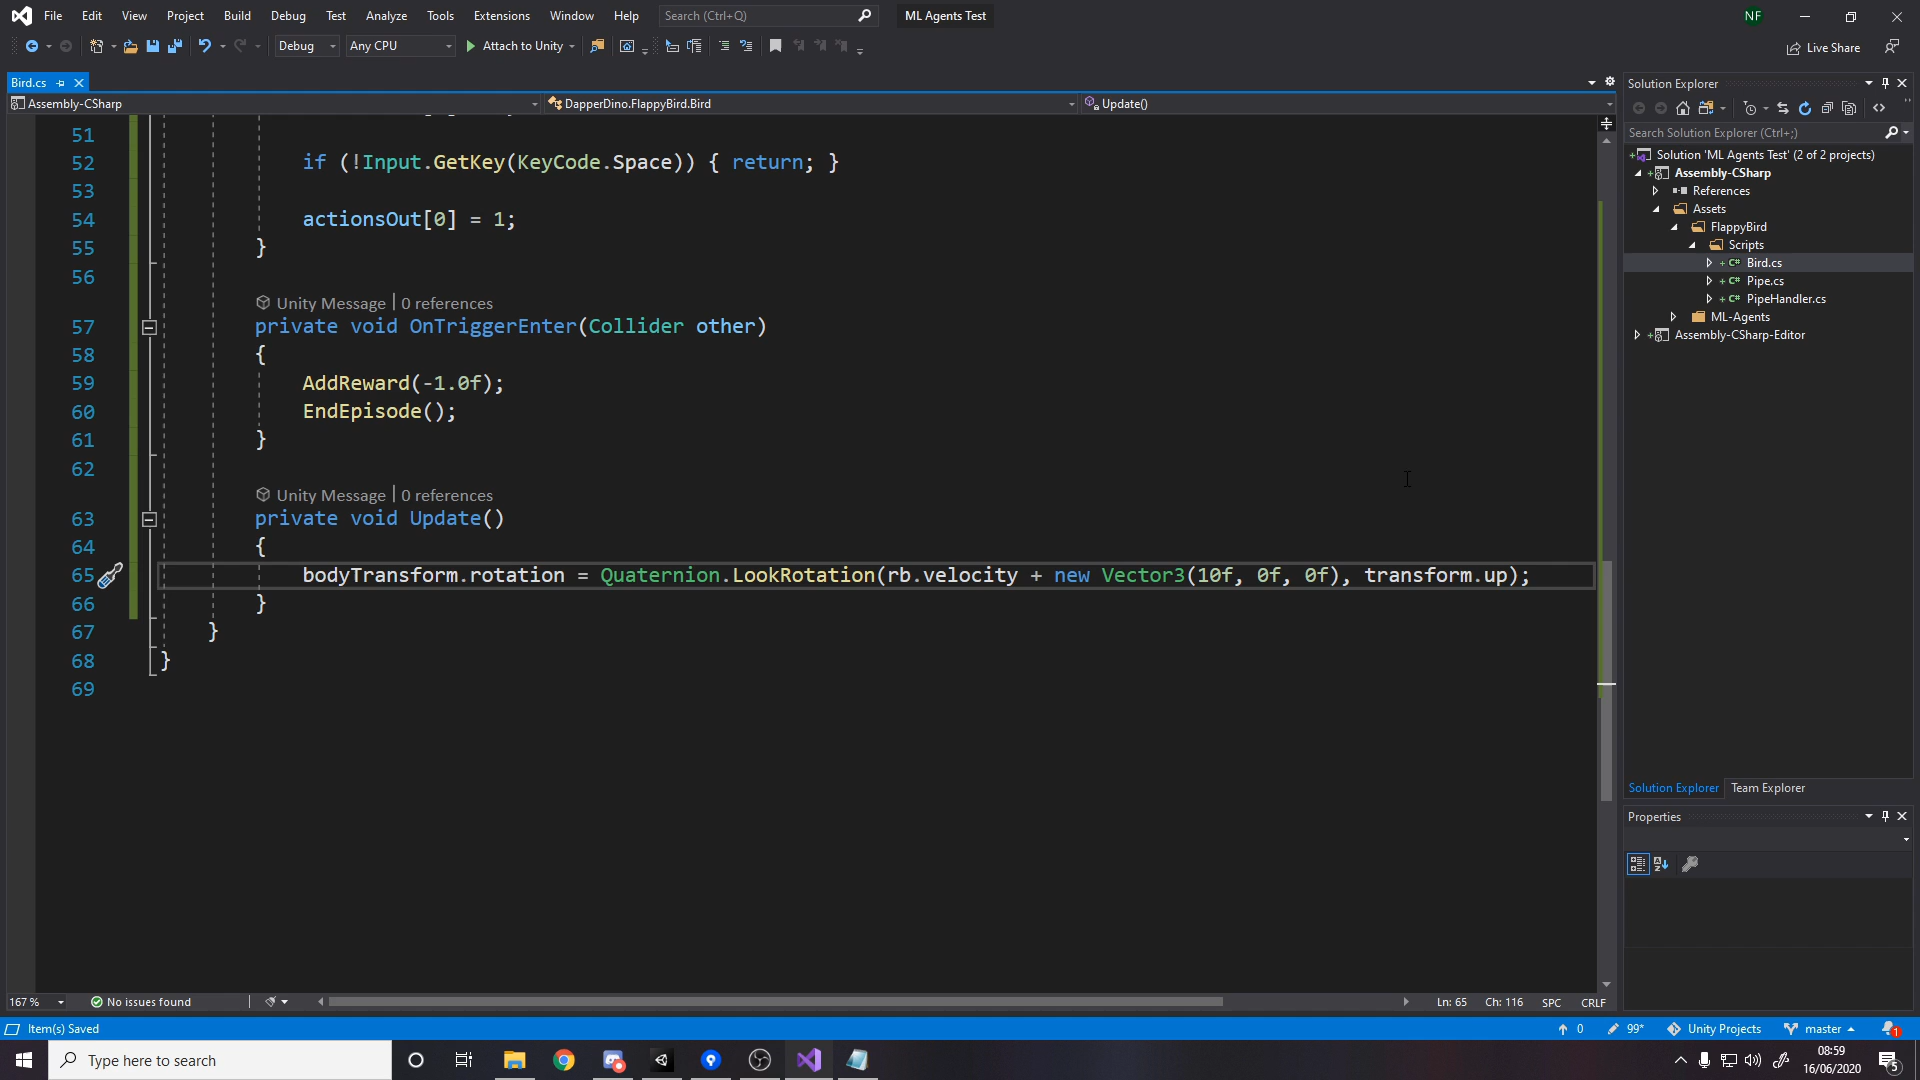 File Edit View Project Build Debug Test Analyze Tools Extensions Window Help Search (Ctrl+Q) ML Agents Test NF
Debug Any CPU Attach to Unity Live Share
Bird.cs
Assembly-CSharp DapperDino.FlappyBird.Bird Update()
51
52 if (!Input.GetKey(KeyCode.Space)) { return; }
53
54 actionsOut[0] = 1;
55 }
56
Unity Message | 0 references
57 private void OnTriggerEnter(Collider other)
58 {
59 AddReward(-1.0f);
60 EndEpisode();
61 }
62
Unity Message | 0 references
63 private void Update()
64 {
65 bodyTransform.rotation = Quaternion.LookRotation(rb.velocity + new Vector3(10f, 0f, 0f), transform.up);
66 }
67 }
68 }
69
167 % No issues found Ln: 65 Ch: 116 SPC CRLF
Solution Explorer
Search Solution Explorer (Ctrl+;)
Solution 'ML Agents Test' (2 of 2 projects)
Assembly-CSharp
References
Assets
FlappyBird
Scripts
C# Bird.cs
C# Pipe.cs
C# PipeHandler.cs
ML-Agents
Assembly-CSharp-Editor
Solution Explorer Team Explorer
Properties
Item(s) Saved 0 99* Unity Projects master 1
Type here to search 08:59
16/06/2020 5